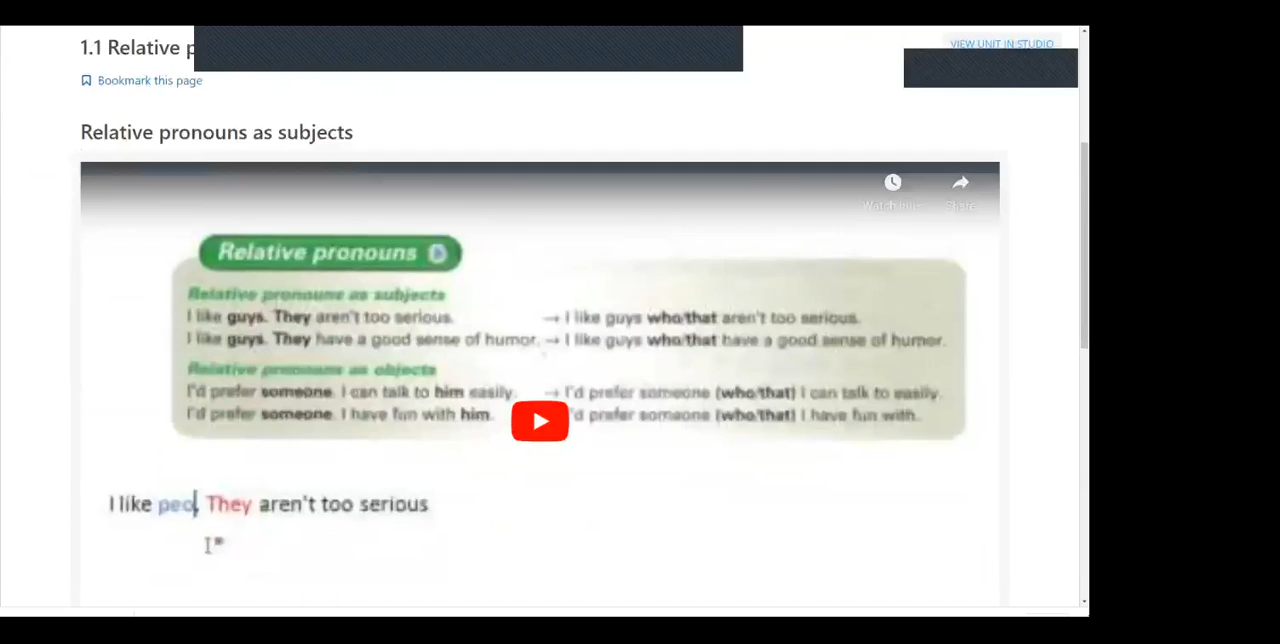 1.1 Relative p
VIEW UNIT IN STUDIO
Bookmark this page
Relative pronouns as subjects
Watch later Share
Relative pronouns
Relative pronouns as subjects
I like guys. They aren't too serious. → I like guys who/that aren't too serious.
I like guys. They have a good sense of humor. → I like guys who/that have a good sense of humor.
Relative pronouns as objects
I'd prefer someone. I can talk to him easily. → I'd prefer someone (who/that) I can talk to easily.
I'd prefer someone. I have fun with him. 'd prefer someone (who/that) I have fun with.
I like peo. They aren't too serious